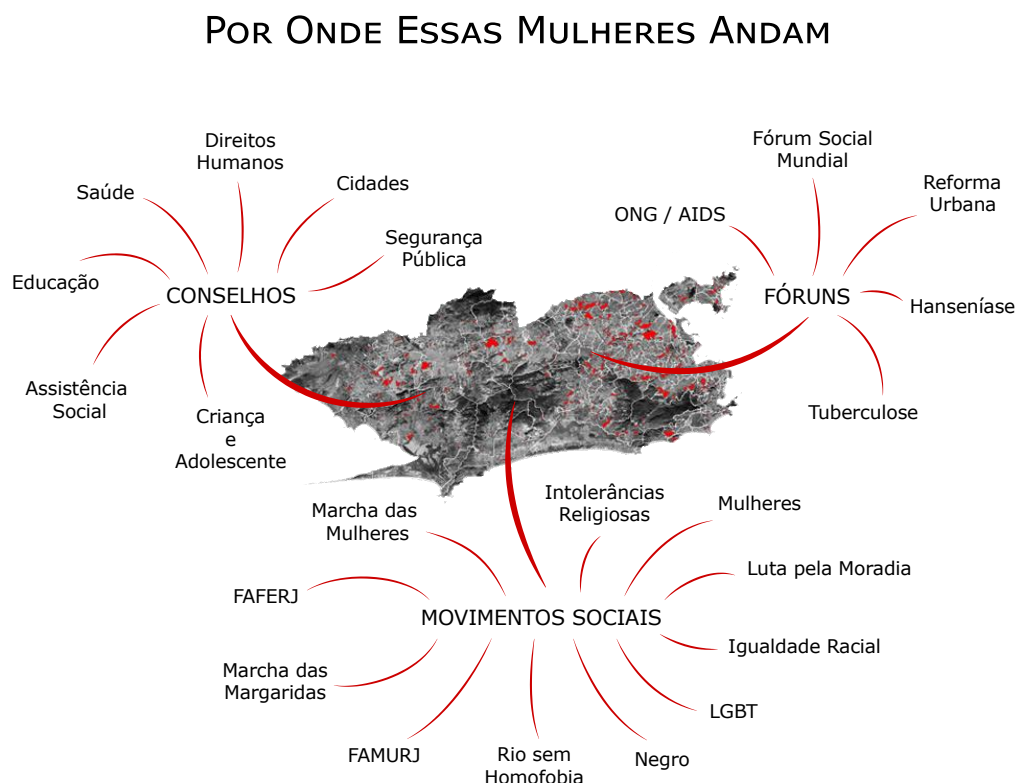 Por Onde Essas Mulheres Andam
Direitos
Humanos
Saúde
Cidades
Segurança
Pública
Educação
CONSELHOS
Assistência
Social
Criança
e
Adolescente
Fórum Social
Mundial
Reforma
Urbana
ONG / AIDS
FÓRUNS
Hanseníase
Tuberculose
Intolerâncias
Religiosas
Marcha das
Mulheres
Mulheres
Luta pela Moradia
FAFERJ
MOVIMENTOS SOCIAIS
Igualdade Racial
Marcha das
Margaridas
LGBT
FAMURJ
Rio sem
Homofobia
Negro